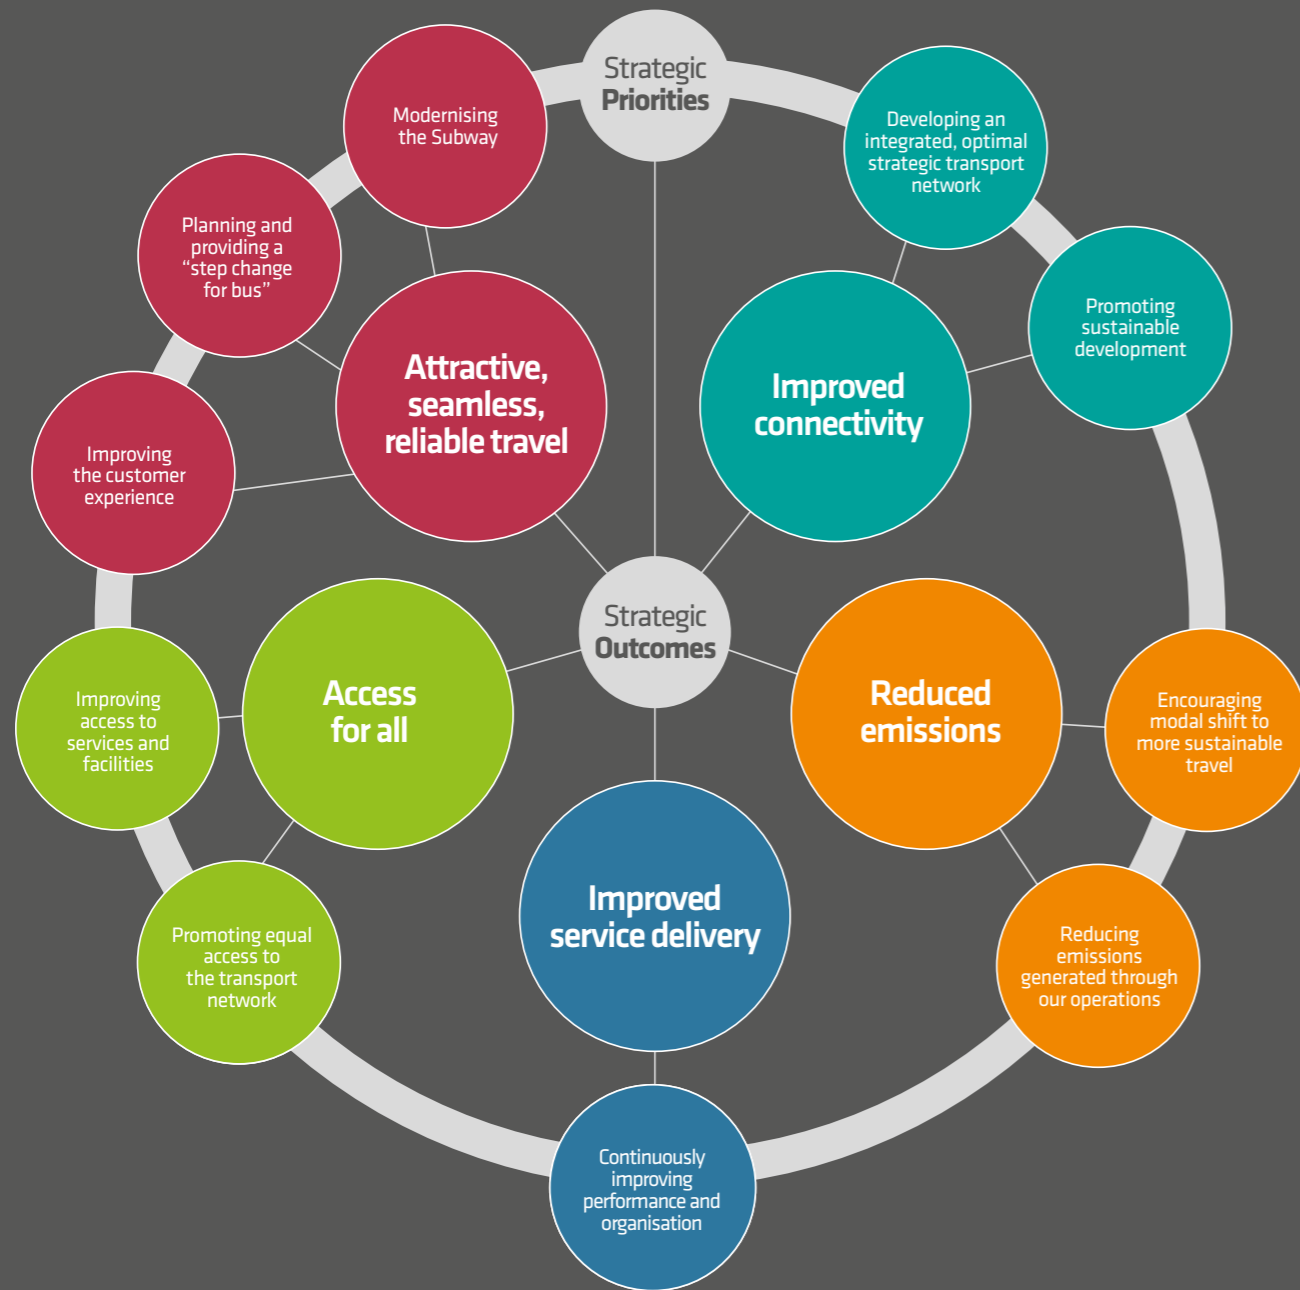 Strategic
Priorities
Modernising
the Subway
Developing an
integrated, optimal
strategic transport
network
Planning and
providing a
“step change
for bus”
Promoting
sustainable
development
Attractive,
seamless,
reliable travel
Improved
connectivity
Improving
the customer
experience
Strategic
Outcomes
Improving
access to
services and
facilities
Access
for all
Reduced
emissions
Encouraging
modal shift to
more sustainable
travel
Improved
service delivery
Promoting equal
access to
the transport
network
Reducing
emissions
generated through
our operations
Continuously
improving
performance and
organisation